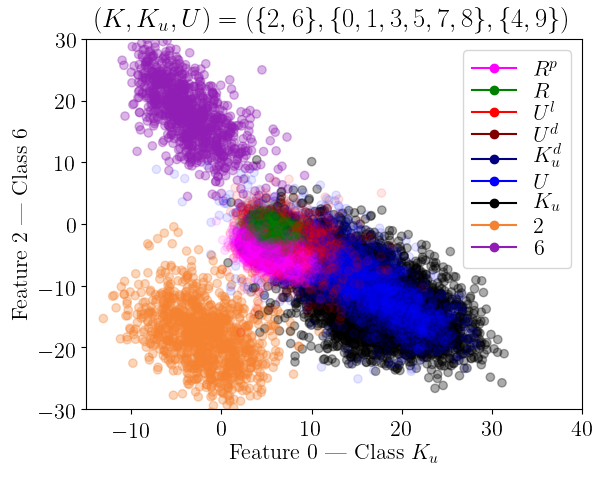 (K, K_u, U) = ({2, 6}, {0, 1, 3, 5, 7, 8}, {4, 9})
30
20
10
0
−10
−20
−30
Feature 2 — Class 6
−10 0 10 20 30 40
Feature 0 — Class K_u
R^p
R
U^l
U^d
K_u^d
U
K_u
2
6